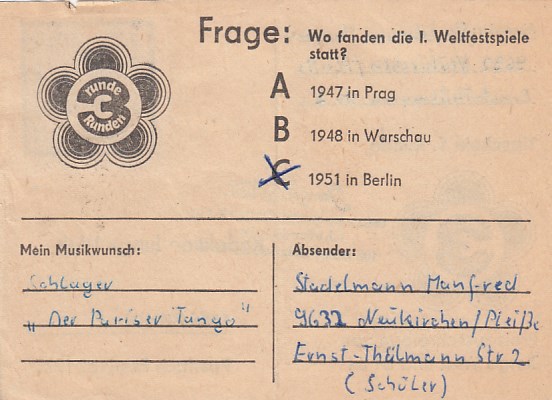 Frage: Wo fanden die I. Weltfestspiele
statt?
A 1947 in Prag
B 1948 in Warschau
C 1951 in Berlin
runde
3
Runden
Mein Musikwunsch:
Schlager
"Der Pariser Tango"
Absender:
Stadelmann Manfred
9632 Neukirchen/Pleiße
Ernst-Thälmann Str 2
(Schüler)